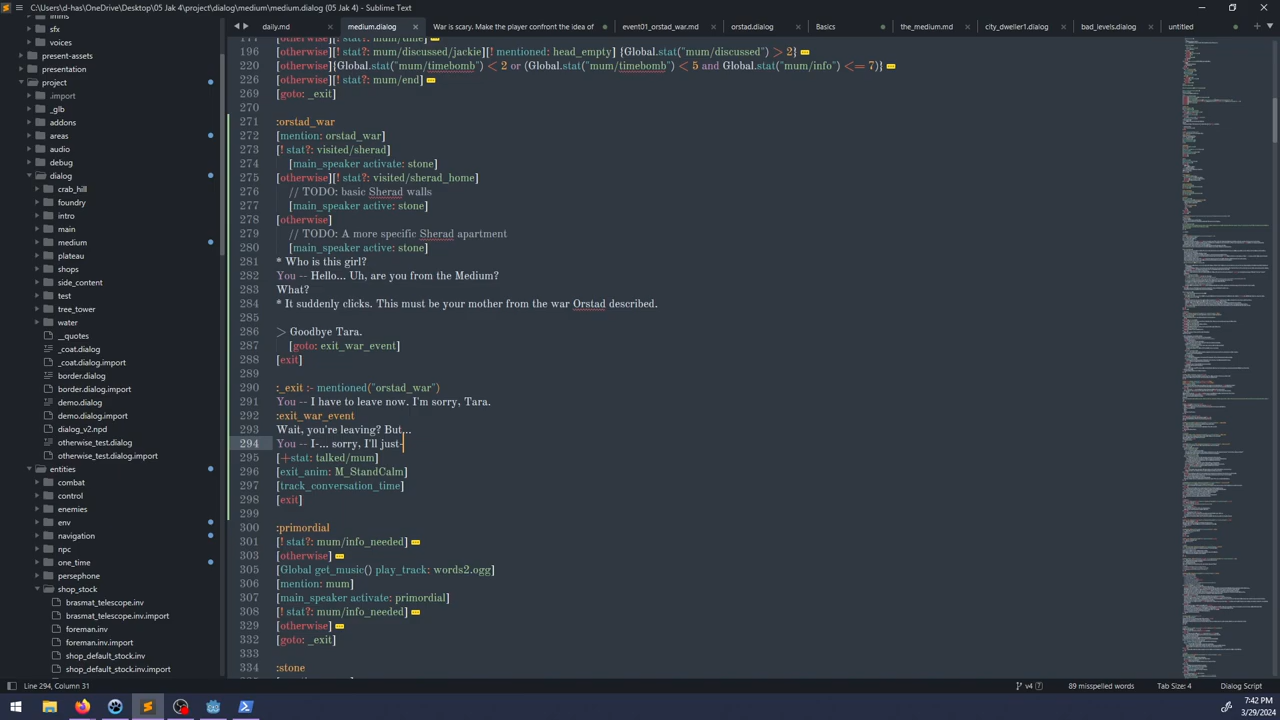 C:\Users\d-has\OneDrive\Desktop\05 Jak 4\project\dialog\medium\medium.dialog (05 Jak 4) - Sublime Text
daily.md
medium.dialog
War is scary. Make the player confront the idea of
event01_orstad_war.md
orstad.dialog
Basics
the_medium.md
city_dweller1.dialog
bad_levels.dialog
untitled
sfx
voices
present-assets
presentation
project
.import
_glb
addons
areas
audio
debug
dialog
crab_hill
foundry
intro
main
medium
plateau
shops
side_content
test
tree_tower
water
__quotes
_coat.dialog
_coat.dialog.import
border.dialog
border.dialog.import
demo.dialog
demo.dialog.import
dialog_v2.npd
otherwise_test.dialog
otherwise_test.dialog.import
entities
combat
control
enemies
env
navigation
npc
one_time
persephone
shop_stock
brasmat_telescope.inv
brasmat_telescope.inv.import
foreman.inv
foreman.inv.import
shop_default_stock.inv
shop_default_stock.inv.import
196 [otherwise][! stat?: mum/discussed/jackie][?mentioned: head_empty] {Global.stat("mum/discussed") > 2}
220 [otherwise]{Global.stat("mum/timebomb") < 2 or (Global.stat("mum/timebomb") < 5 and Global.stat("mum/info") <= 7)}
226 [otherwise][! stat?: mum/end]
269 [goto: _exit]
270
271 :orstad_war
272 [mention: orstad_war]
273 [! stat?: visited/sherad]
274 [main_speaker activate: stone]
275 [otherwise][! stat?: visited/sherad_home]
276 // TODO: basic Sherad walls
277 [main_speaker active: stone]
278 [otherwise]
279 // TODO: A more specific Sherad apartment
280 [main_speaker active: stone]
281 * Who is this girl?
282 You -- Hello... Uh, are you from the Medium?
283 What?
284 * It suddenly clicks. This must be your mother, from the war Orstad described.
285
286 > Goodbye Tara.
287 [goto: exit_war_event]
288 [exit]
289
290 :_exit :- mentioned("orstad_war")
291 You -- I have to leave now. I'm sorry, Tara.
292 :exit_war_event
293 Wait, you're leaving? But...
294 You -- I-... sorry, I'll just-
295 [+stat: talked/mum]
296 [exit_anim: M_StandCalm]
297 [track_conversation_time]
298 [exit]
299
300 :primordial
301 [! stat?: mum/info_needed]
303 [otherwise]
305 [Global get_music() play_track: words2.ogg]
306 [mention: mum]
307 [main_speaker activate: primordial]
308 [! stat?: mum/info_needed]
326 [otherwise]
332 [goto: _exit]
333
334 :stone
Line 294, Column 31
v4 7
89 misspelled words
Tab Size: 4
Dialog Script
7:42 PM
3/29/2024